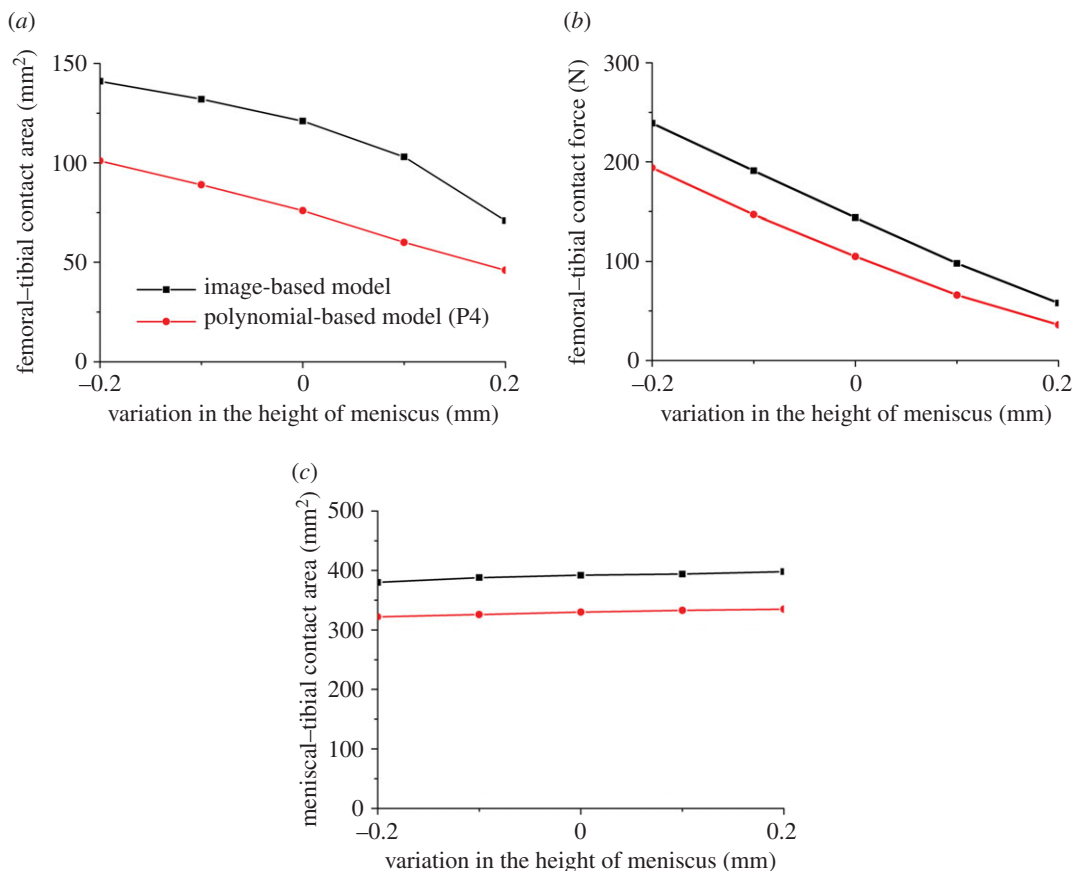 (a)
femoral–tibial contact area (mm²)
150
100
50
0
image-based model
polynomial-based model (P4)
–0.2
0
0.2
variation in the height of meniscus (mm)
(b)
femoral–tibial contact force (N)
300
200
100
0
–0.2
0
0.2
variation in the height of meniscus (mm)
(c)
meniscal–tibial contact area (mm²)
500
400
300
200
100
0
–0.2
0
0.2
variation in the height of meniscus (mm)